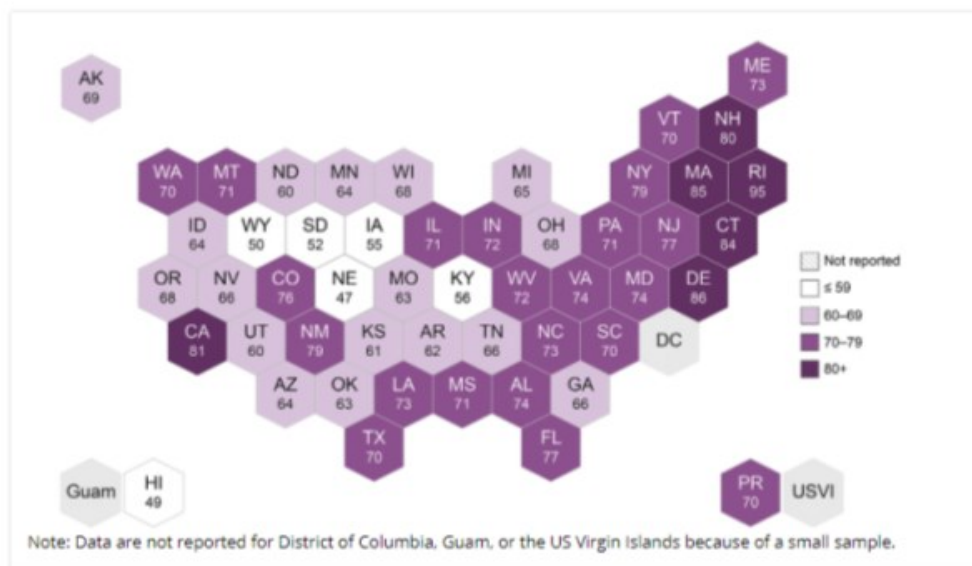 ME
73
AK
69
VT
70
NH
80
WA
70
MT
71
ND
60
MN
64
WI
68
MI
65
NY
79
MA
85
RI
95
ID
64
WY
50
SD
52
IA
55
IL
71
IN
72
OH
68
PA
71
NJ
77
CT
84
Not reported
≤ 59
60–69
70–79
80+
OR
68
NV
66
CO
76
NE
47
MO
63
KY
56
WV
72
VA
74
MD
74
DE
86
CA
81
UT
60
NM
79
KS
61
AR
62
TN
66
NC
73
SC
70
DC
AZ
64
OK
63
LA
73
MS
71
AL
74
GA
66
TX
70
FL
77
Guam
HI
49
PR
70
USVI
Note: Data are not reported for District of Columbia, Guam, or the US Virgin Islands because of a small sample.